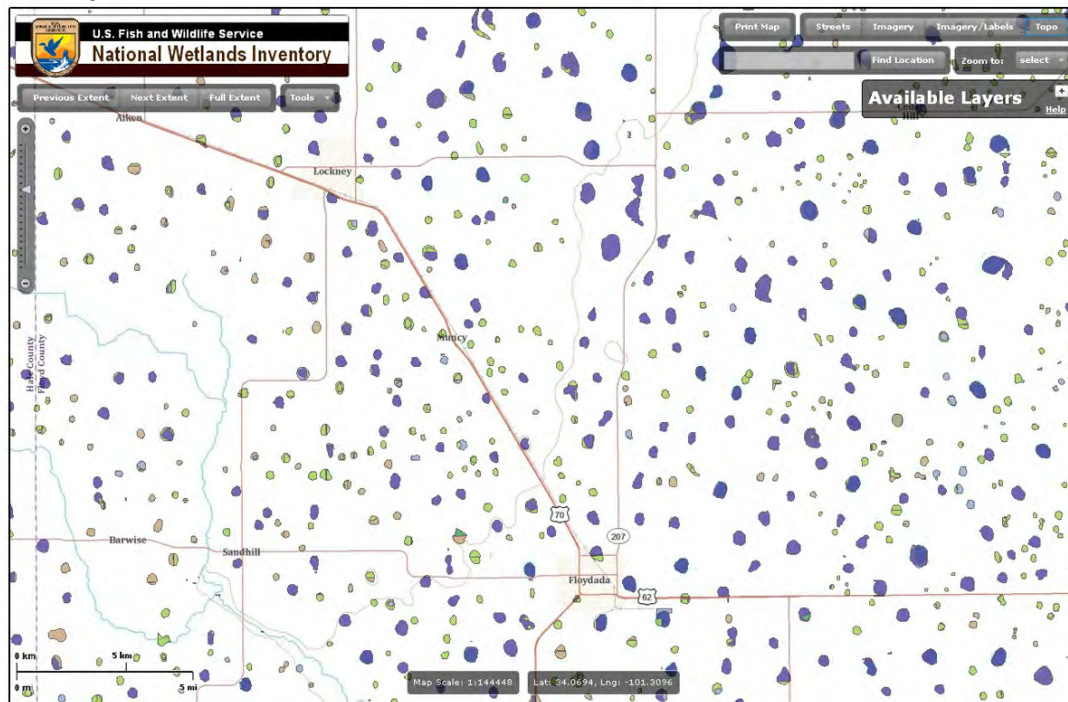 U.S. Fish and Wildlife Service
National Wetlands Inventory
Print Map
Streets
Imagery
Imagery/Labels
Topo
Find Location
Zoom to:
select
Previous Extent
Next Extent
Full Extent
Tools
Available Layers
Help
Hill
Aiken
Lockney
Muncy
Hale County
Floyd County
70
207
Barwise
Sandhill
Floydada
62
0 km
5 km
0 mi
5 mi
Map Scale: 1:144448
Lat: 34.0694, Lng: -101.3096